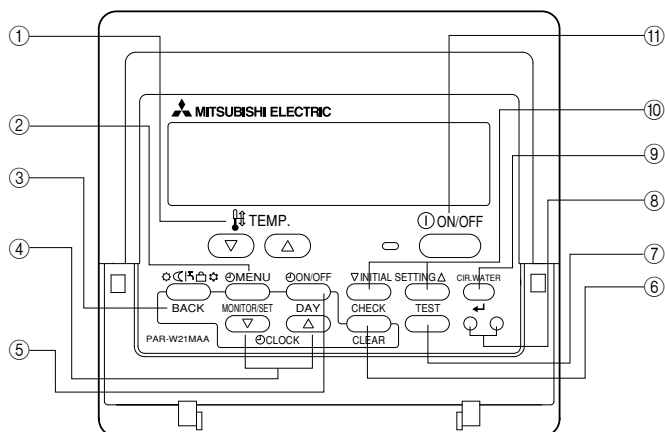 ① ⑪
MITSUBISHI ELECTRIC
② ⑩
⑨
③ ⑧
TEMP. ON/OFF
④ ⑦
MENU ON/OFF ▽INITIAL SETTING△ CIR.WATER
⑥
BACK MONITOR/SET DAY CHECK TEST
PAR-W21MAA CLOCK CLEAR
⑤